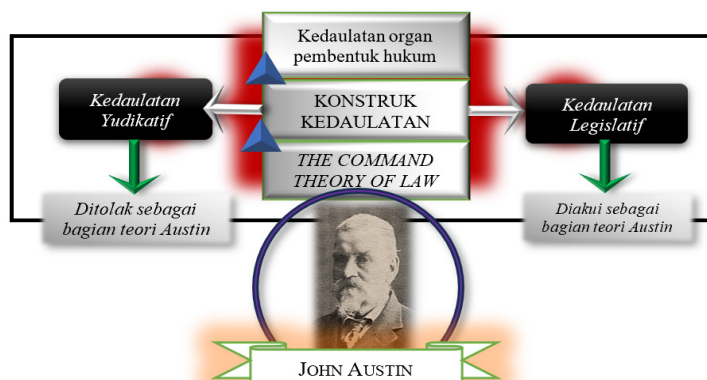 Kedaulatan organ
pembentuk hukum
Kedaulatan
Yudikatif
KONSTRUK
KEDAULATAN
Kedaulatan
Legislatif
THE COMMAND
THEORY OF LAW
Ditolak sebagai
bagian teori Austin
Diakui sebagai
bagian teori Austin
JOHN AUSTIN